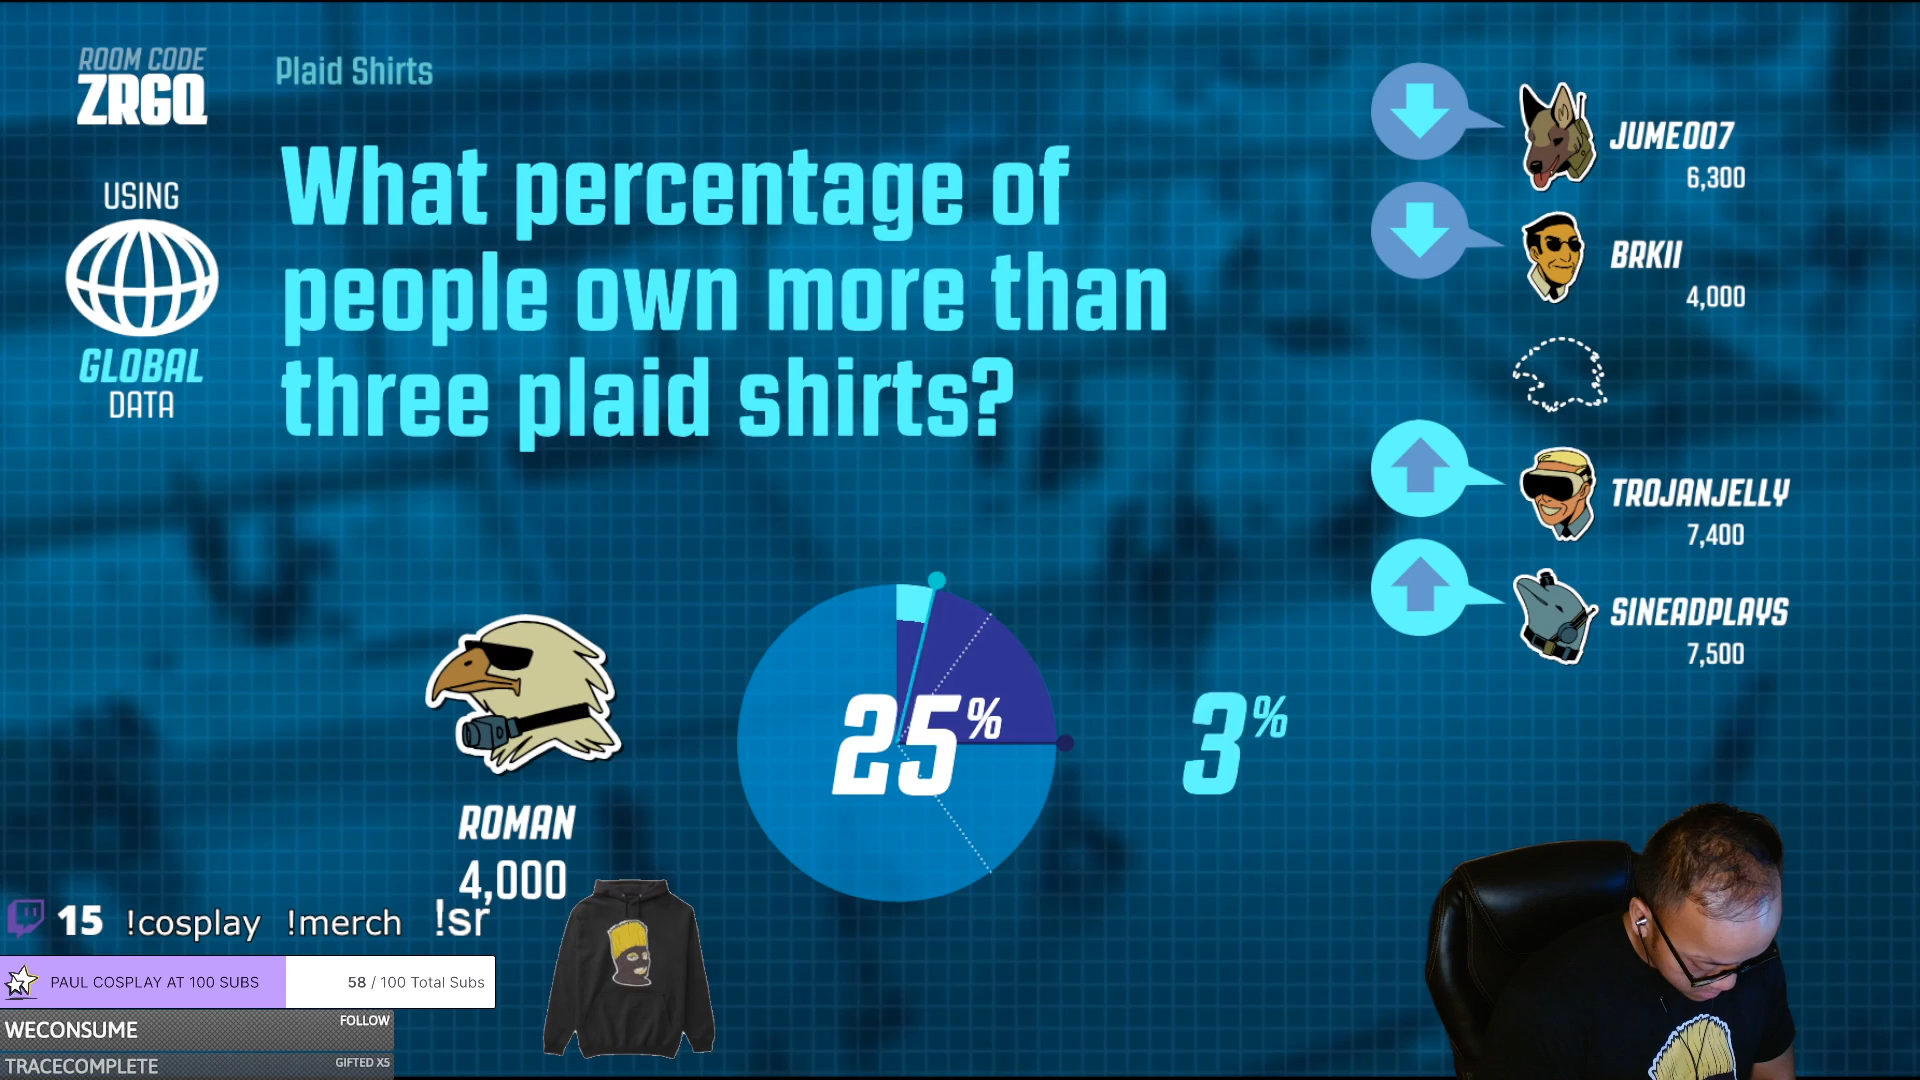 ROOM CODE
ZRGQ
USING
GLOBAL
DATA
Plaid Shirts
What percentage of
people own more than
three plaid shirts?
JUME007
6,300
BRKII
4,000
TROJANJELLY
7,400
SINEADPLAYS
7,500
25%
3%
ROMAN
4,000
15 !cosplay !merch !sr
PAUL COSPLAY AT 100 SUBS 58 / 100 Total Subs
WECONSUME FOLLOW
TRACECOMPLETE GIFTED X5